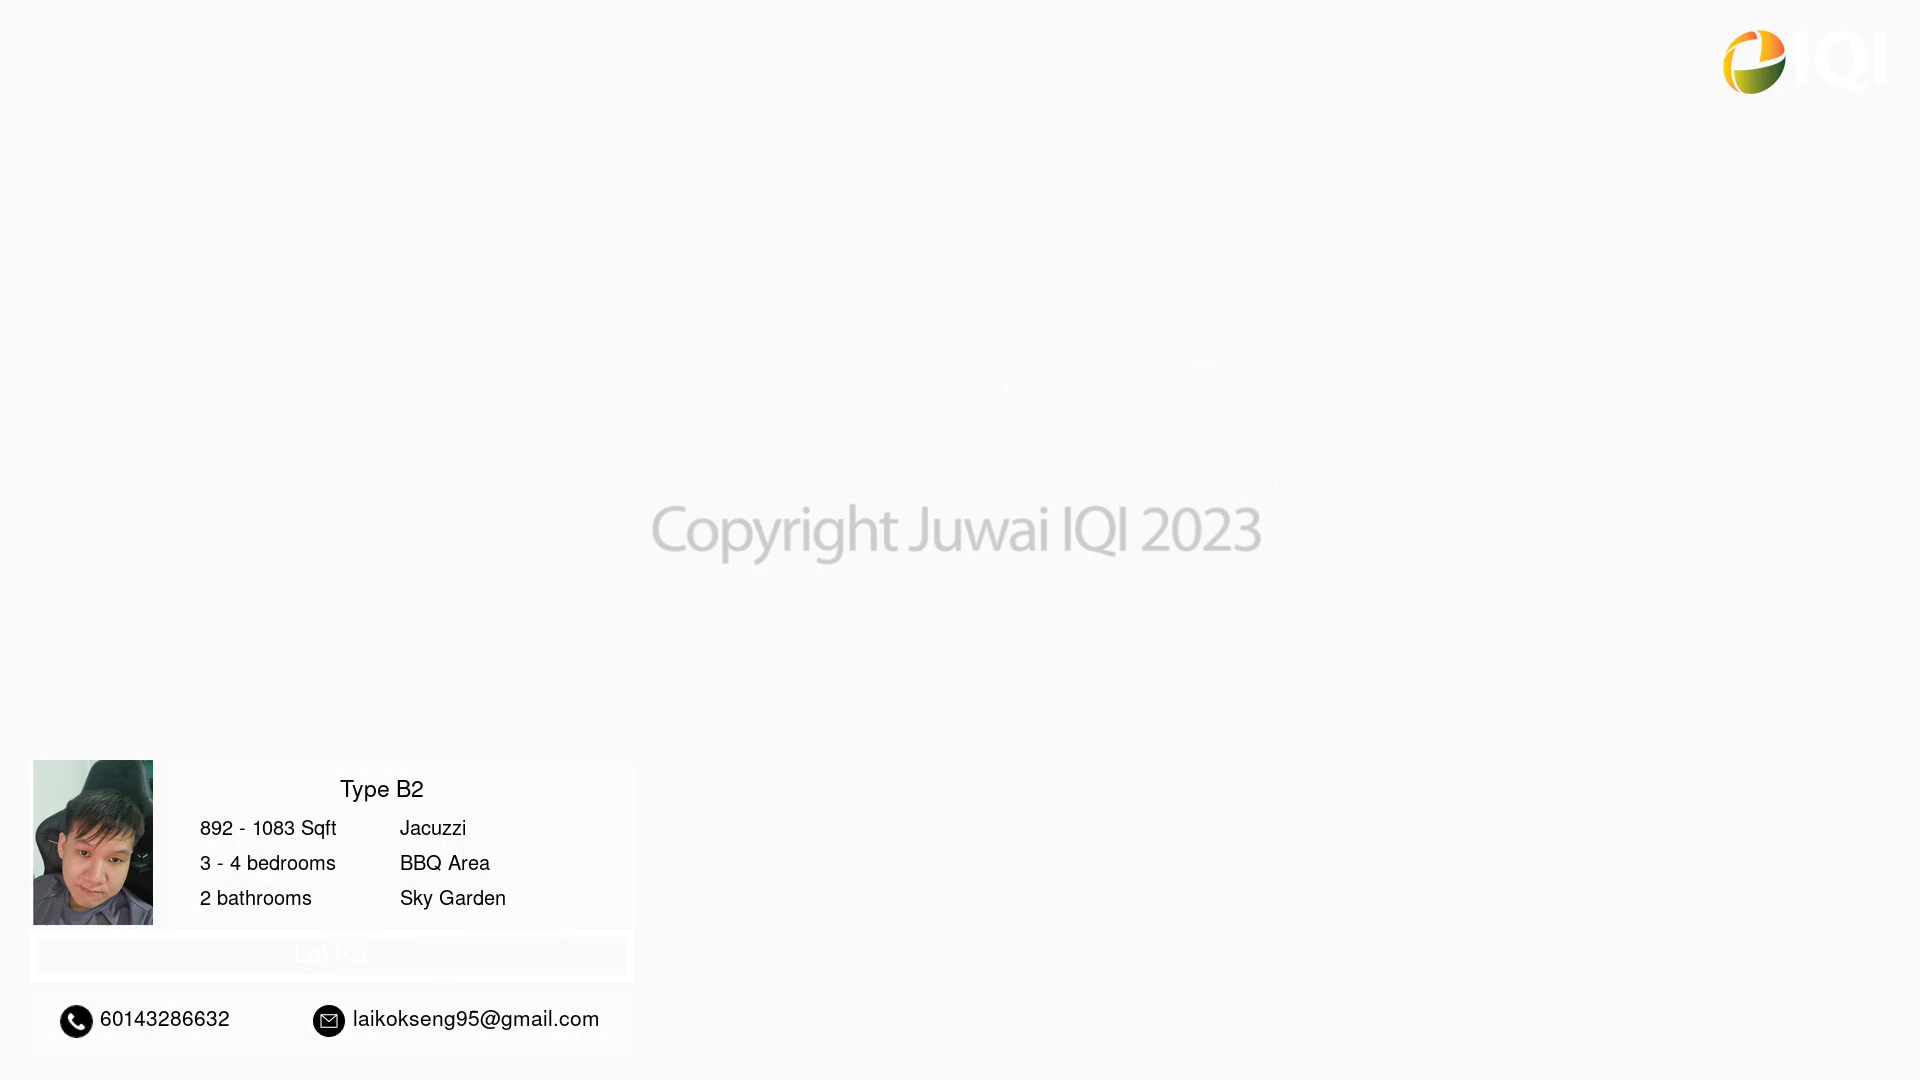 IQI
Copyright Juwai IQI 2023
Type B2
892 - 1083 Sqft
Jacuzzi
3 - 4 bedrooms
BBQ Area
2 bathrooms
Sky Garden
Lai KS
60143286632
laikokseng95@gmail.com